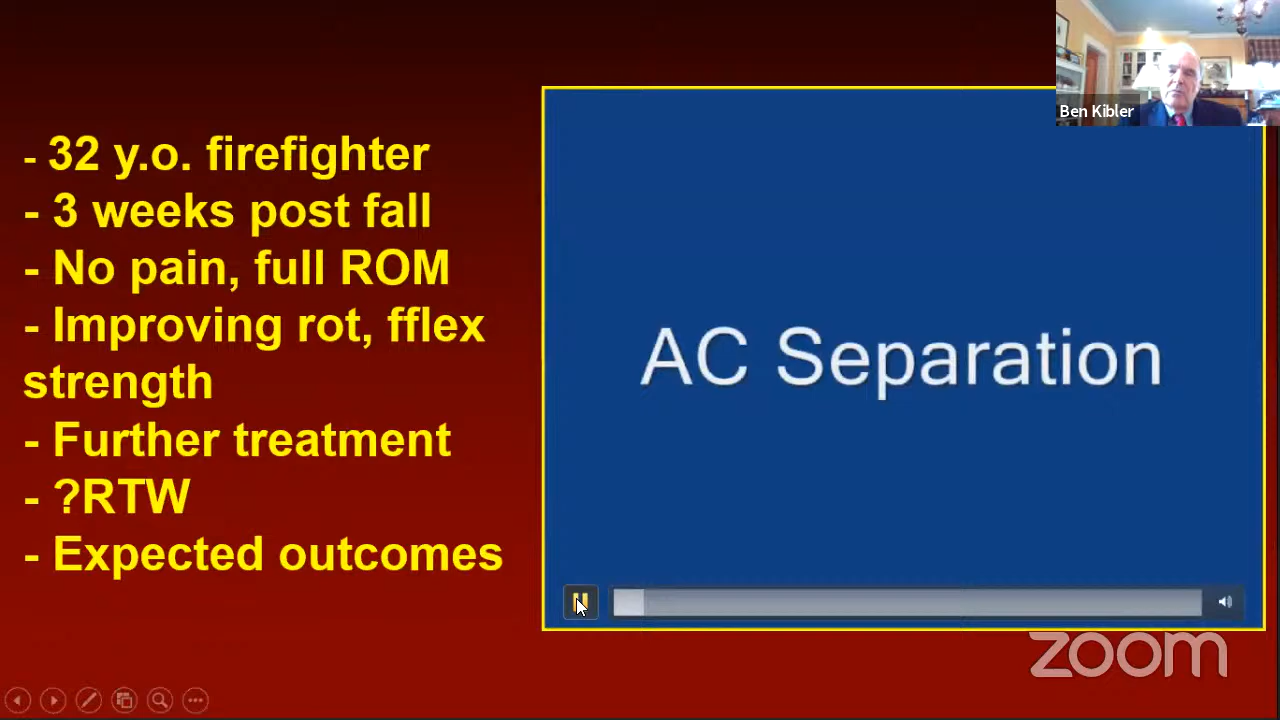 Ben Kibler
- 32 y.o. firefighter
- 3 weeks post fall
- No pain, full ROM
- Improving rot, fflex
strength
- Further treatment
- ?RTW
- Expected outcomes
AC Separation
zoom